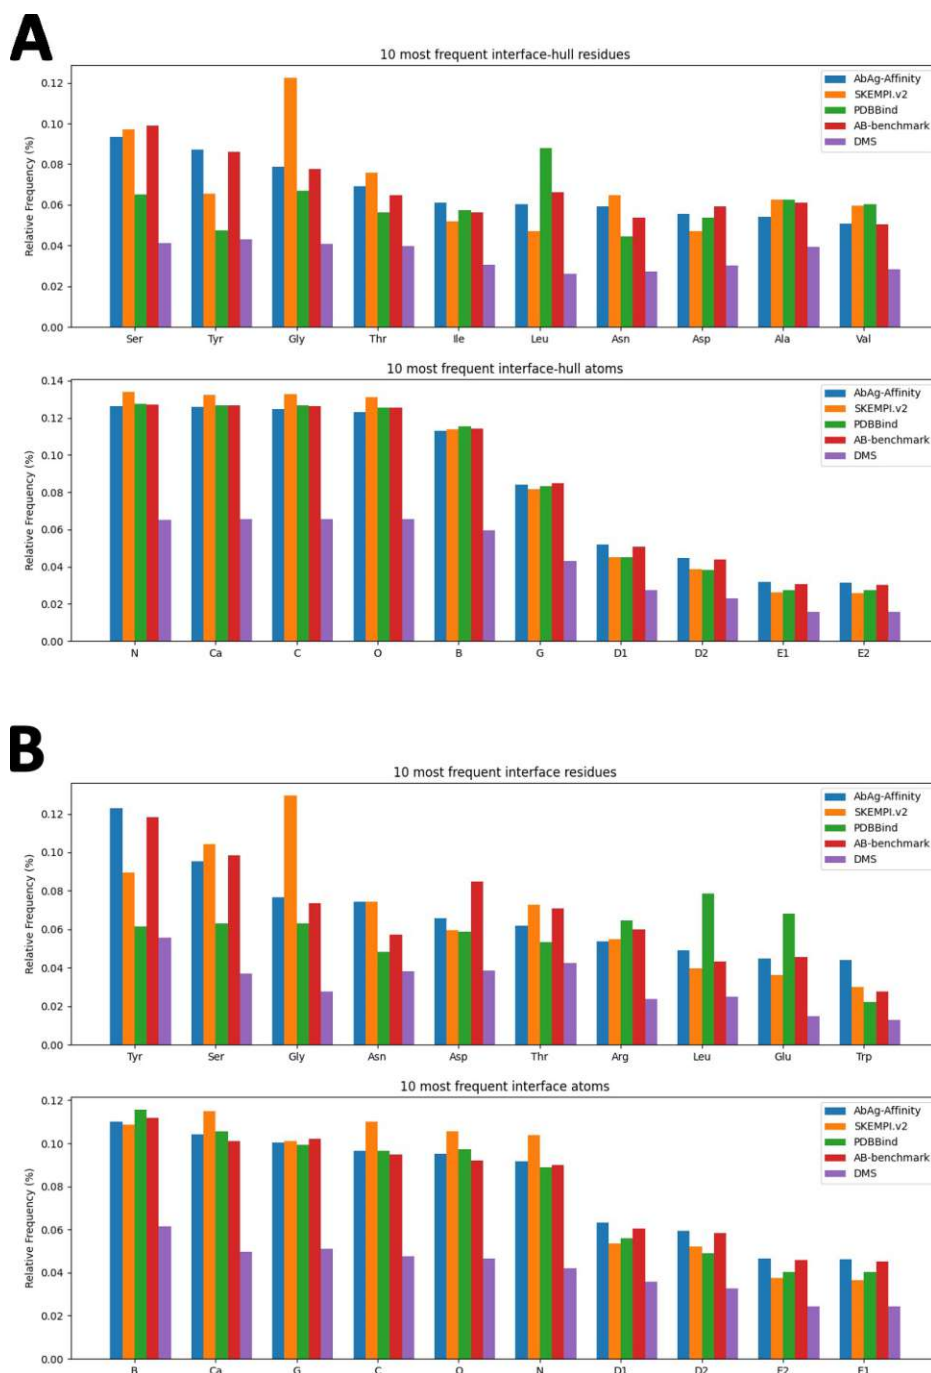 A
10 most frequent interface-hull residues
Relative Frequency (%)
0.12
0.10
0.08
0.06
0.04
0.02
0.00
AbAg-Affinity
SKEMPI.v2
PDBBind
AB-benchmark
DMS
Ser Tyr Gly Thr Ile Leu Asn Asp Ala Val
10 most frequent interface-hull atoms
Relative Frequency (%)
0.14
0.12
0.10
0.08
0.06
0.04
0.02
0.00
AbAg-Affinity
SKEMPI.v2
PDBBind
AB-benchmark
DMS
N Ca C O B G D1 D2 E1 E2
B
10 most frequent interface residues
Relative Frequency (%)
0.12
0.10
0.08
0.06
0.04
0.02
0.00
AbAg-Affinity
SKEMPI.v2
PDBBind
AB-benchmark
DMS
Tyr Ser Gly Asn Asp Thr Arg Leu Glu Trp
10 most frequent interface atoms
Relative Frequency (%)
0.12
0.10
0.08
0.06
0.04
0.02
0.00
AbAg-Affinity
SKEMPI.v2
PDBBind
AB-benchmark
DMS
B Ca G C O N D1 D2 E2 E1